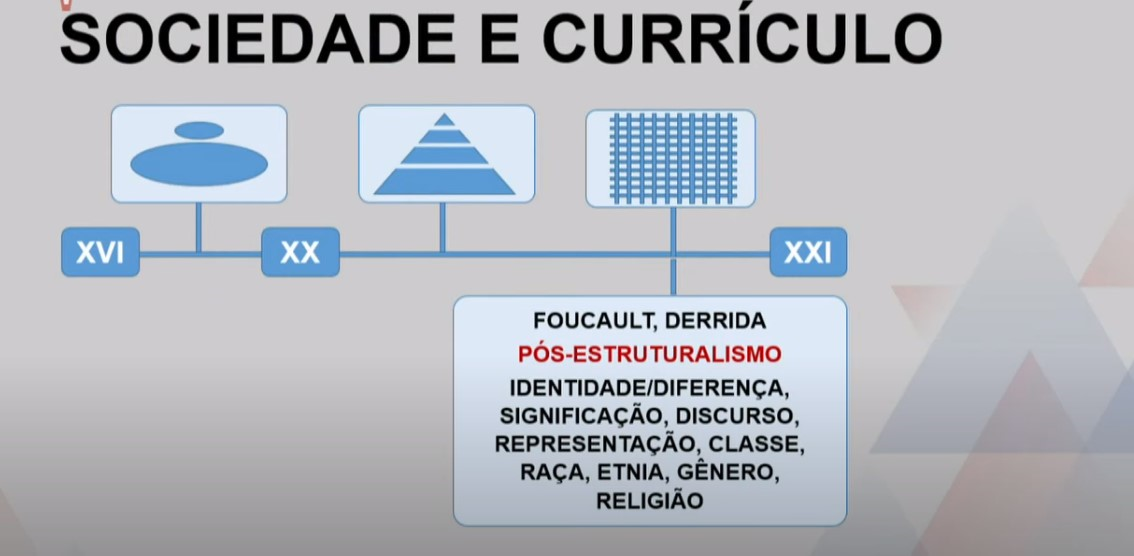 SOCIEDADE E CURRÍCULO
XVI
XX
XXI
FOUCAULT, DERRIDA
PÓS-ESTRUTURALISMO
IDENTIDADE/DIFERENÇA,
SIGNIFICAÇÃO, DISCURSO,
REPRESENTAÇÃO, CLASSE,
RAÇA, ETNIA, GÊNERO,
RELIGIÃO